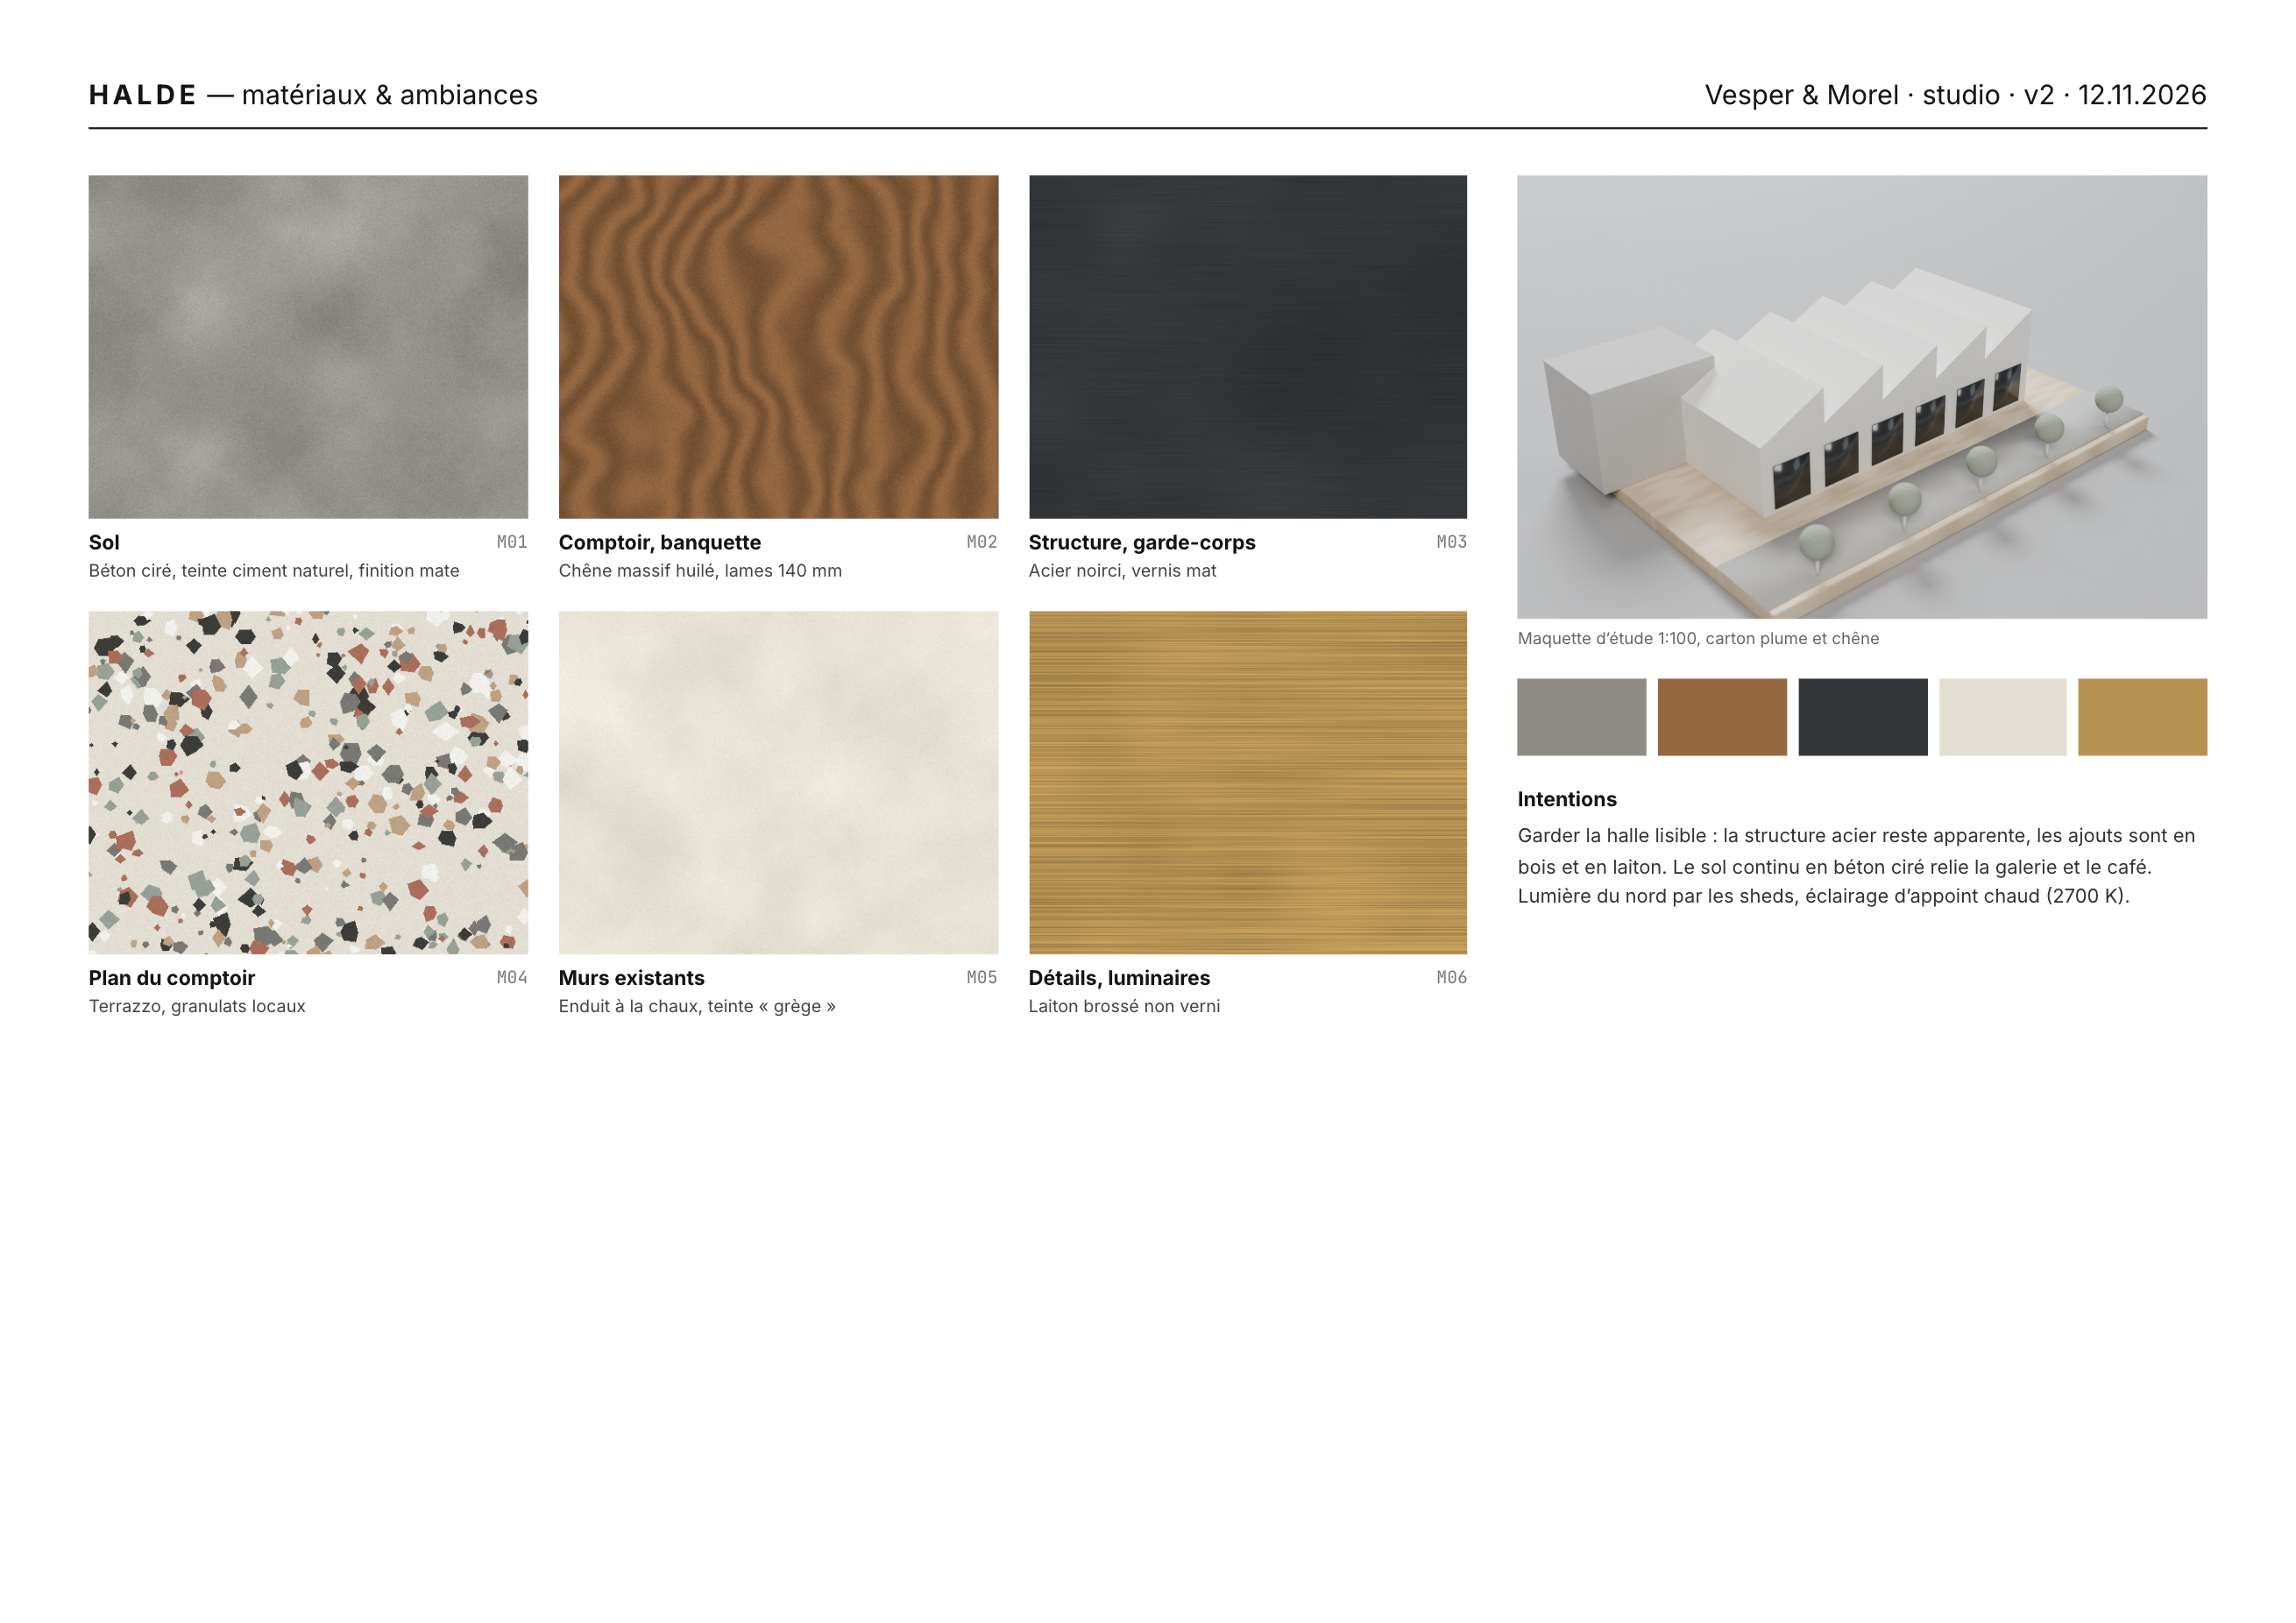 HALDE — matériaux & ambiances
Vesper & Morel · studio · v2 · 12.11.2026
Sol M01
Béton ciré, teinte ciment naturel, finition mate
Comptoir, banquette M02
Chêne massif huilé, lames 140 mm
Structure, garde-corps M03
Acier noirci, vernis mat
Plan du comptoir M04
Terrazzo, granulats locaux
Murs existants M05
Enduit à la chaux, teinte « grège »
Détails, luminaires M06
Laiton brossé non verni
Maquette d’étude 1:100, carton plume et chêne
Intentions
Garder la halle lisible : la structure acier reste apparente, les ajouts sont en
bois et en laiton. Le sol continu en béton ciré relie la galerie et le café.
Lumière du nord par les sheds, éclairage d’appoint chaud (2700 K).